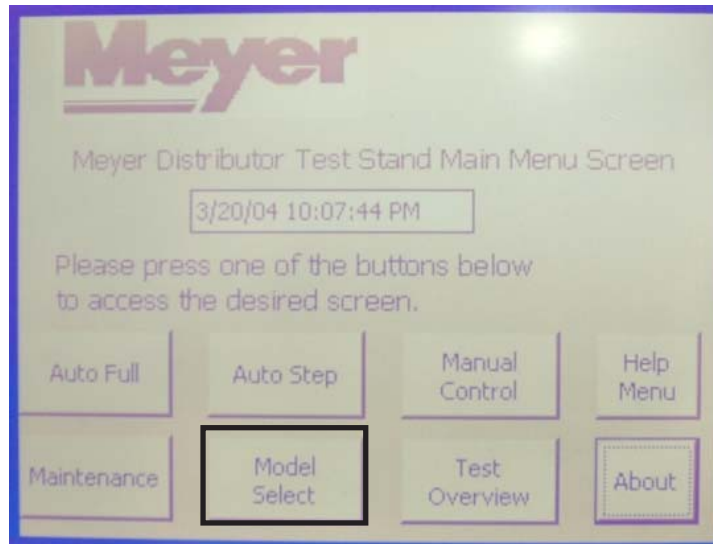 Meyer
Meyer Distributor Test Stand Main Menu Screen
3/20/04 10:07:44 PM
Please press one of the buttons below
to access the desired screen.
Auto Full
Auto Step
Manual
Control
Help
Menu
Maintenance
Model
Select
Test
Overview
About